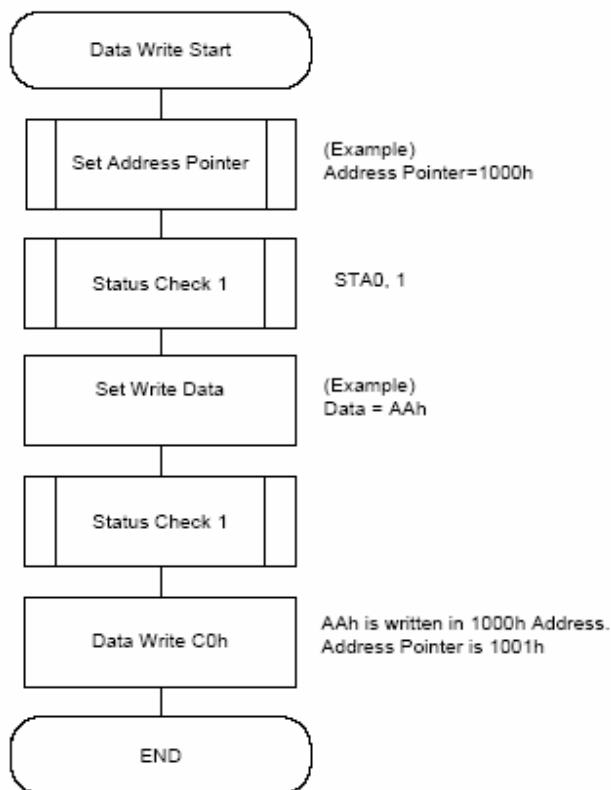 Data Write Start
Set Address Pointer
(Example)
Address Pointer=1000h
Status Check 1
STA0, 1
Set Write Data
(Example)
Data = AAh
Status Check 1
Data Write C0h
AAh is written in 1000h Address.
Address Pointer is 1001h
END